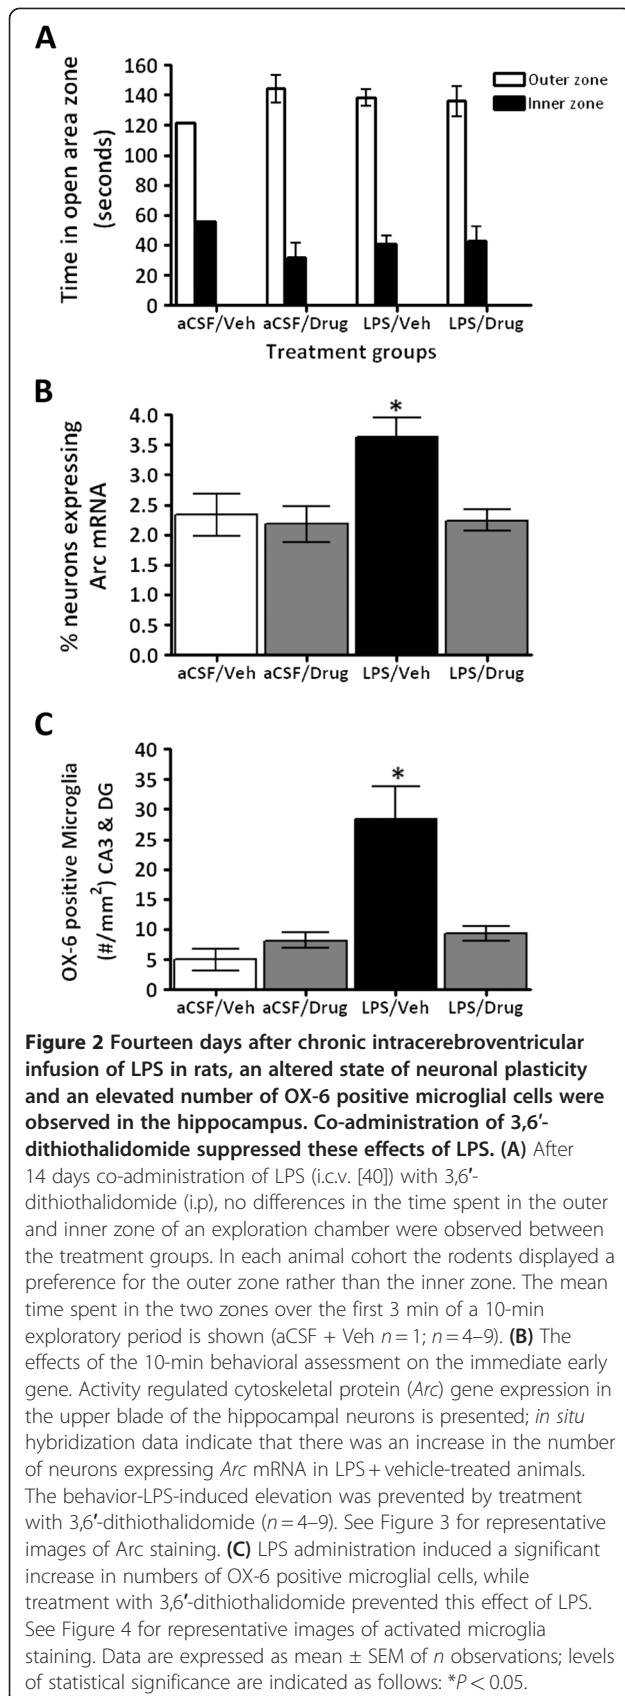 A
Time in open area zone
(seconds)
160
140
120
100
80
60
40
20
0
Outer zone
Inner zone
aCSF/Veh aCSF/Drug LPS/Veh LPS/Drug
Treatment groups
B
% neurons expressing
Arc mRNA
4.0
3.5
3.0
2.5
2.0
1.5
1.0
0.5
0.0
*
aCSF/Veh aCSF/Drug LPS/Veh LPS/Drug
C
OX-6 positive Microglia
(#/mm²) CA3 & DG
40
35
30
25
20
15
10
5
0
*
aCSF/Veh aCSF/Drug LPS/Veh LPS/Drug
Figure 2 Fourteen days after chronic intracerebroventricular
infusion of LPS in rats, an altered state of neuronal plasticity
and an elevated number of OX-6 positive microglial cells were
observed in the hippocampus. Co-administration of 3,6′-
dithiothalidomide suppressed these effects of LPS. (A) After
14 days co-administration of LPS (i.c.v. [40]) with 3,6′-
dithiothalidomide (i.p), no differences in the time spent in the outer
and inner zone of an exploration chamber were observed between
the treatment groups. In each animal cohort the rodents displayed a
preference for the outer zone rather than the inner zone. The mean
time spent in the two zones over the first 3 min of a 10-min
exploratory period is shown (aCSF + Veh n = 1; n = 4–9). (B) The
effects of the 10-min behavioral assessment on the immediate early
gene. Activity regulated cytoskeletal protein (Arc) gene expression in
the upper blade of the hippocampal neurons is presented; in situ
hybridization data indicate that there was an increase in the number
of neurons expressing Arc mRNA in LPS + vehicle-treated animals.
The behavior-LPS-induced elevation was prevented by treatment
with 3,6′-dithiothalidomide (n = 4–9). See Figure 3 for representative
images of Arc staining. (C) LPS administration induced a significant
increase in numbers of OX-6 positive microglial cells, while
treatment with 3,6′-dithiothalidomide prevented this effect of LPS.
See Figure 4 for representative images of activated microglia
staining. Data are expressed as mean ± SEM of n observations; levels
of statistical significance are indicated as follows: *P < 0.05.